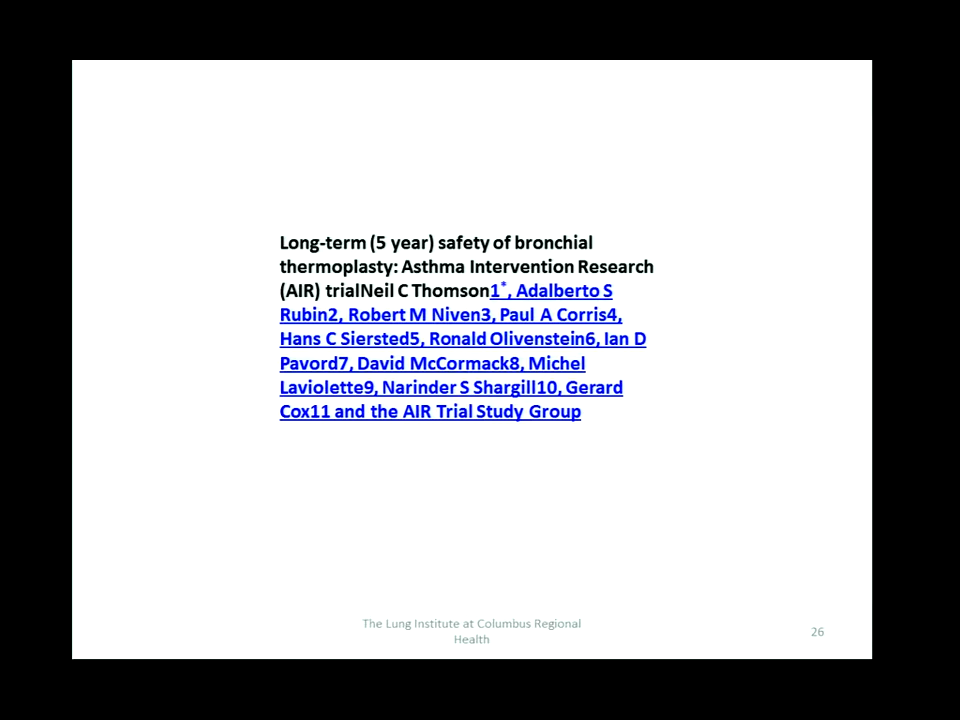 Long-term (5 year) safety of bronchial
thermoplasty: Asthma Intervention Research
(AIR) trialNeil C Thomson1*, Adalberto S
Rubin2, Robert M Niven3, Paul A Corris4,
Hans C Siersted5, Ronald Olivenstein6, Ian D
Pavord7, David McCormack8, Michel
Laviolette9, Narinder S Shargill10, Gerard
Cox11 and the AIR Trial Study Group
The Lung Institute at Columbus Regional
Health
26